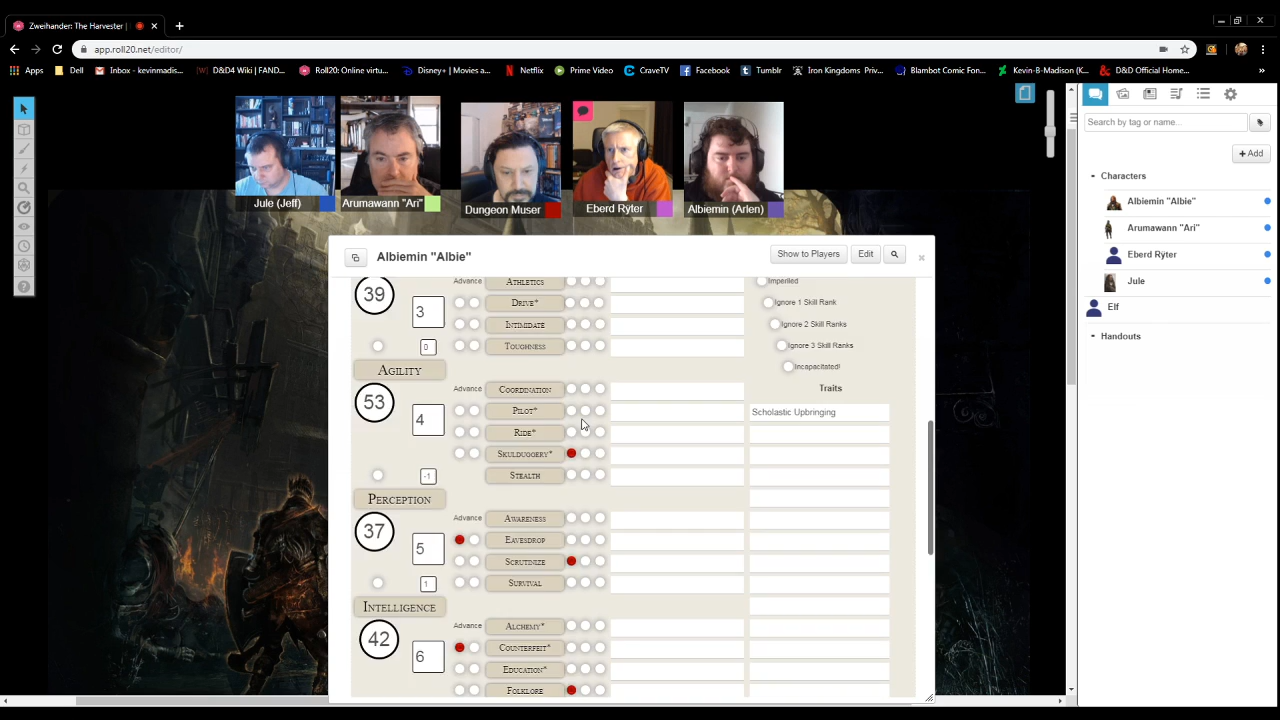 Zweihander: The Harvester |
app.roll20.net/editor/
Apps
Dell
Inbox - kevinmadis...
D&D4 Wiki | FAND...
Roll20: Online virtu...
Disney+ | Movies a...
Netflix
Prime Video
CraveTV
Facebook
Tumblr
Iron Kingdoms Priv...
Blambot Comic Fon...
Kevin-B-Madison (K...
D&D Official Home...
»
Jule (Jeff)
Arumawann "Ari"
Dungeon Muser
Eberd Ryter
Albiemin (Arlen)
Search by tag or name...
+ Add
Characters
Albiemin "Albie"
Arumawann "Ari"
Eberd Ryter
Jule
Elf
Handouts
Albiemin "Albie"
Show to Players
Edit
39
3
0
Advance
Athletics
Drive*
Intimidate
Toughness
Imperiled
Ignore 1 Skill Rank
Ignore 2 Skill Ranks
Ignore 3 Skill Ranks
Incapacitated!
Agility
53
4
-1
Advance
Coordination
Pilot*
Ride*
Skulduggery*
Stealth
Traits
Scholastic Upbringing
Perception
37
5
1
Advance
Awareness
Eavesdrop
Scrutinize
Survival
Intelligence
42
6
Advance
Alchemy*
Counterfeit*
Education*
Folklore